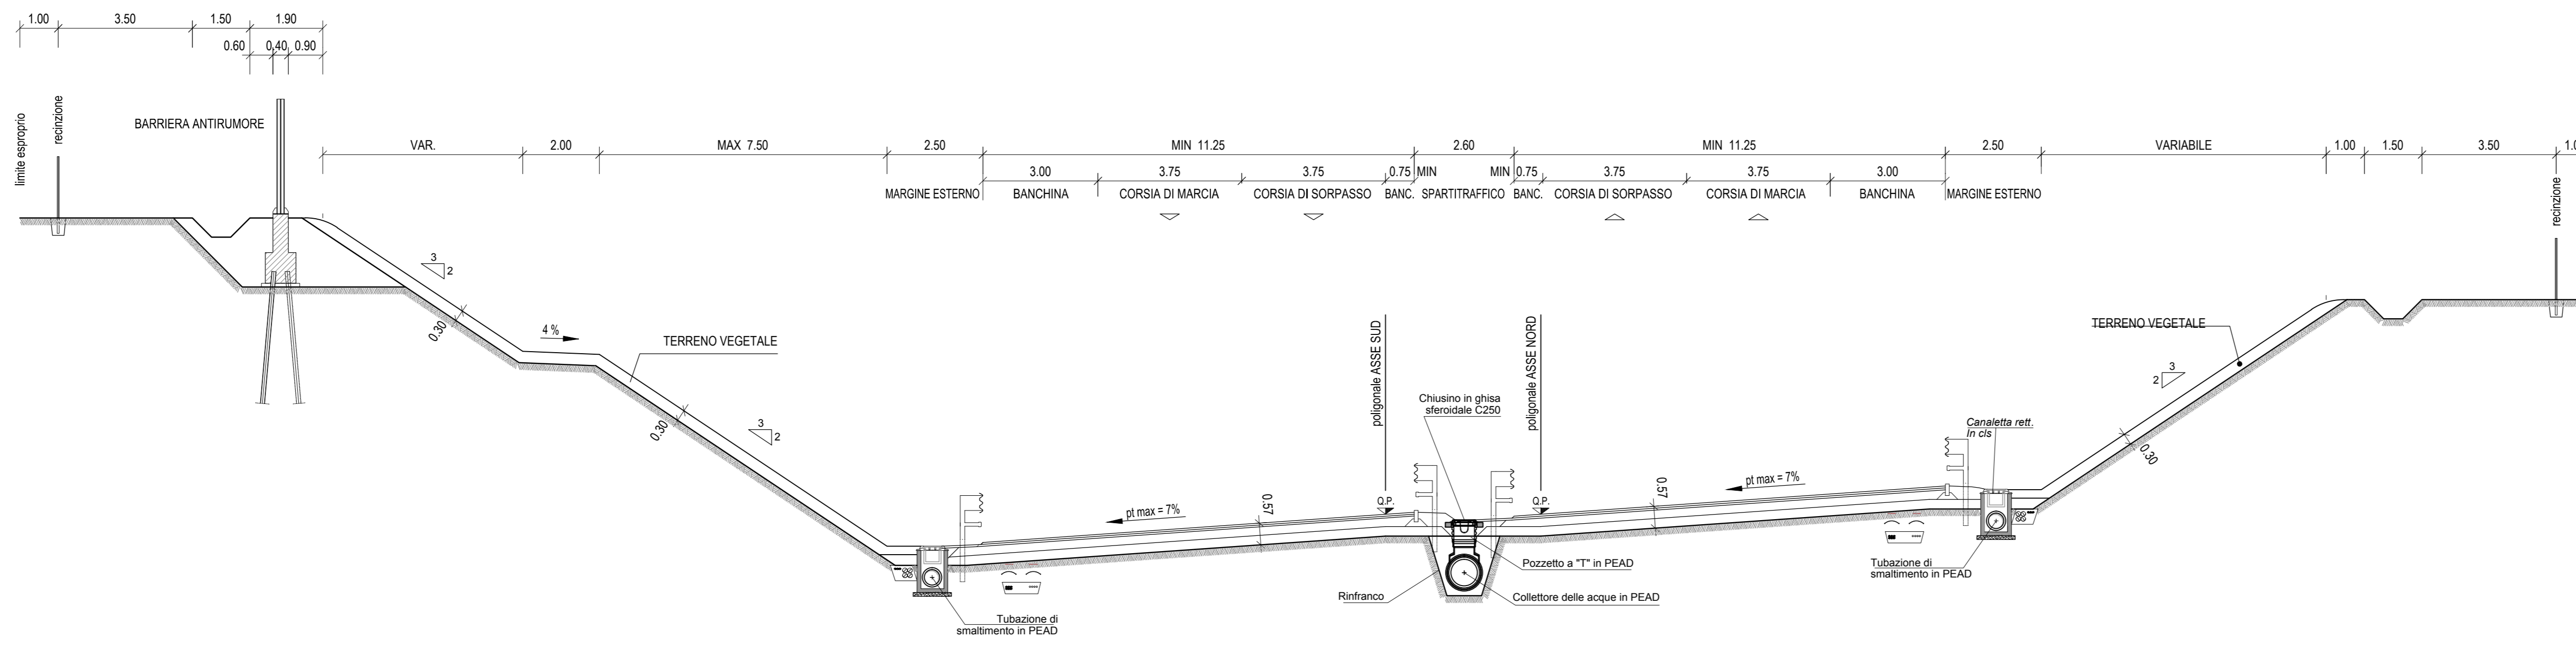 1.00 3.50 1.50 1.90
0.60 0.40 0.90
limite esproprio
recinzione
BARRIERA ANTIRUMORE
VAR. 2.00 MAX 7.50 2.50 MIN 11.25 2.60 MIN 11.25 2.50 VARIABILE 1.00 1.50 3.50 1.0
3.00 3.75 3.75 0.75 MIN MIN 0.75 3.75 3.75 3.00
MARGINE ESTERNO BANCHINA CORSIA DI MARCIA CORSIA DI SORPASSO BANC. SPARTITRAFFICO BANC. CORSIA DI SORPASSO CORSIA DI MARCIA BANCHINA MARGINE ESTERNO
recinzione
3
2
0.30
4 %
TERRENO VEGETALE
0.30
3
2
poligonale ASSE SUD
poligonale ASSE NORD
Chiusino in ghisa
sferoidale C250
Q.P.
Q.P.
pt max = 7%
0.57
0.57
pt max = 7%
Canaletta rett.
In cls
TERRENO VEGETALE
3
2
0.30
Tubazione di
smaltimento in PEAD
Rinfranco
Pozzetto a "T" in PEAD
Collettore delle acque in PEAD
Tubazione di
smaltimento in PEAD